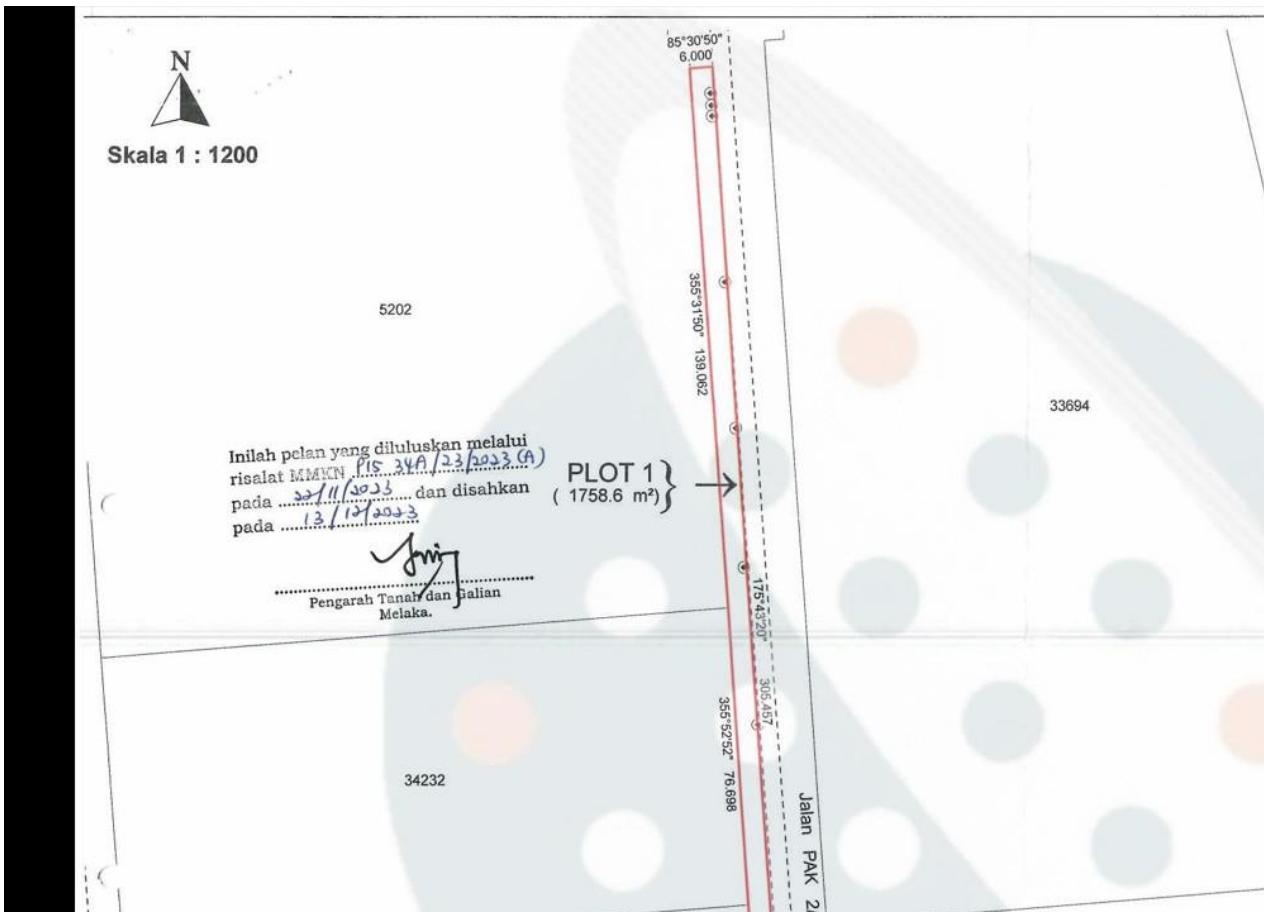 85°30'50"
6.000
N
Skala 1 : 1200
355°31'50" 139.062
5202
33694
Inilah pelan yang diluluskan melalui
risalat MMKN P15 34A/23/2023 (A)
pada 22/11/2023 dan disahkan
pada 13/12/2023
PLOT 1
( 1758.6 m²)
Pengarah Tanah dan Galian
Melaka.
175°43'20" 305.457
355°52'52" 76.698
34232
Jalan PAK